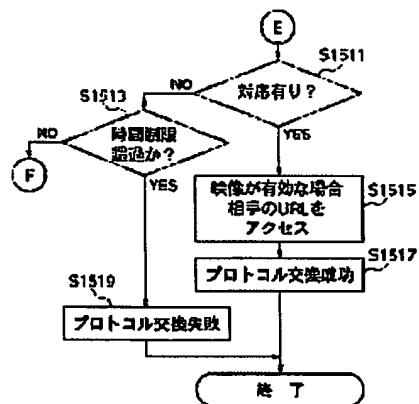 E
S1511
NO
対応有り？
S1513
NO
時間制限
超過か？
YES
YES
F
映像が有効な場合
相手のURLを
アクセス
S1515
S1517
プロトコル交換成功
S1519
プロトコル交換失敗
終了